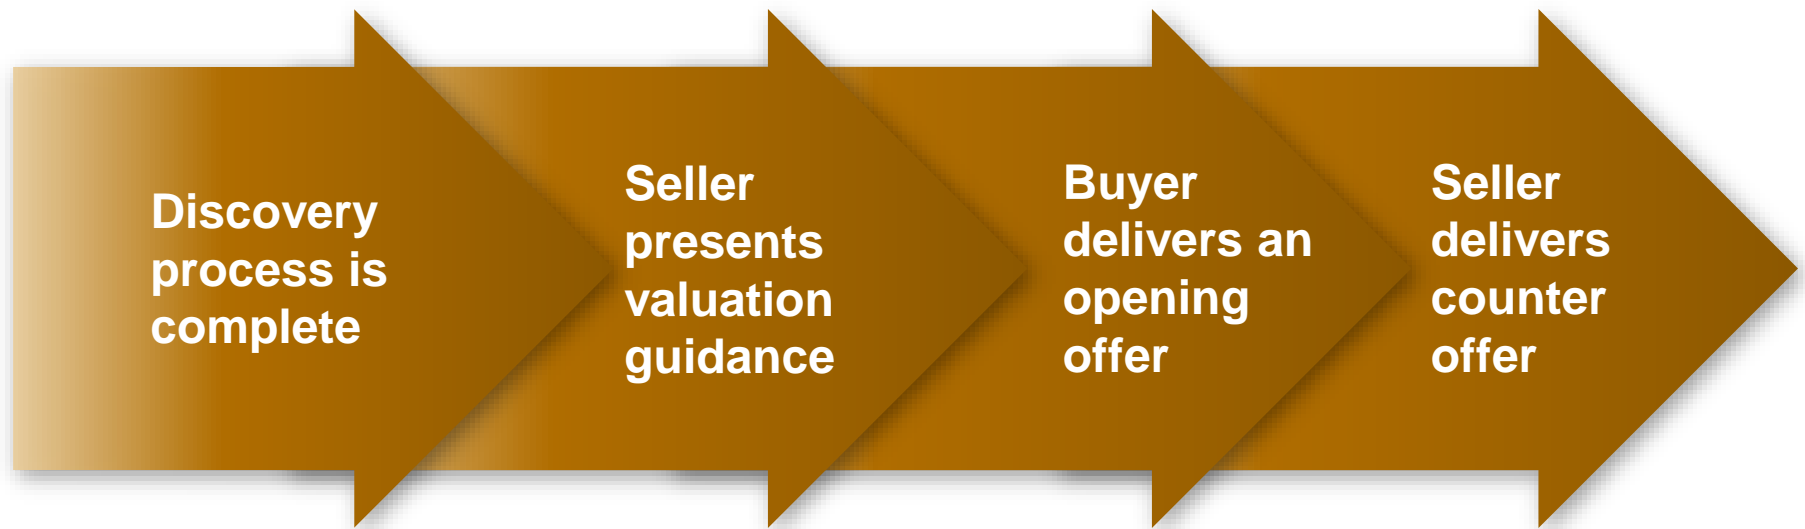 Discovery
process is
complete
Seller
presents
valuation
guidance
Buyer
delivers an
opening
offer
Seller
delivers
counter
offer